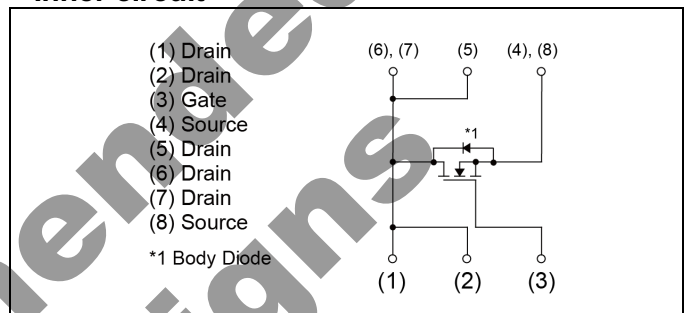 Inner circuit
(1) Drain
(2) Drain
(3) Gate
(4) Source
(5) Drain
(6) Drain
(7) Drain
(8) Source
*1 Body Diode
(6), (7) (5) (4), (8)
*1
(1) (2) (3)